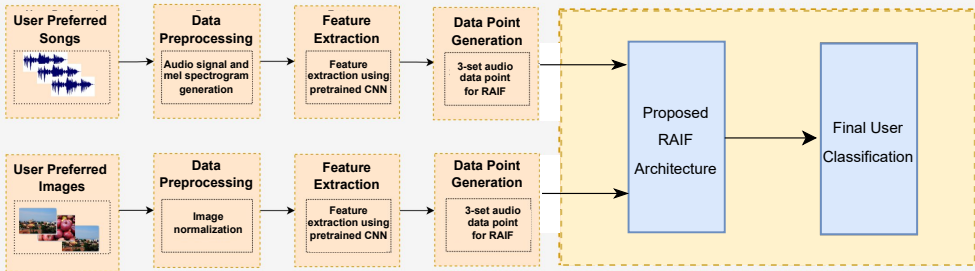 User Preferred
Songs
Data
Preprocessing
Audio signal and
mel spectrogram
generation
Feature
Extraction
Feature
extraction using
pretrained CNN
Data Point
Generation
3-set audio
data point
for RAIF
User Preferred
Images
Data
Preprocessing
Image
normalization
Feature
Extraction
Feature
extraction using
pretrained CNN
Data Point
Generation
3-set audio
data point
for RAIF
Proposed
RAIF
Architecture
Final User
Classification